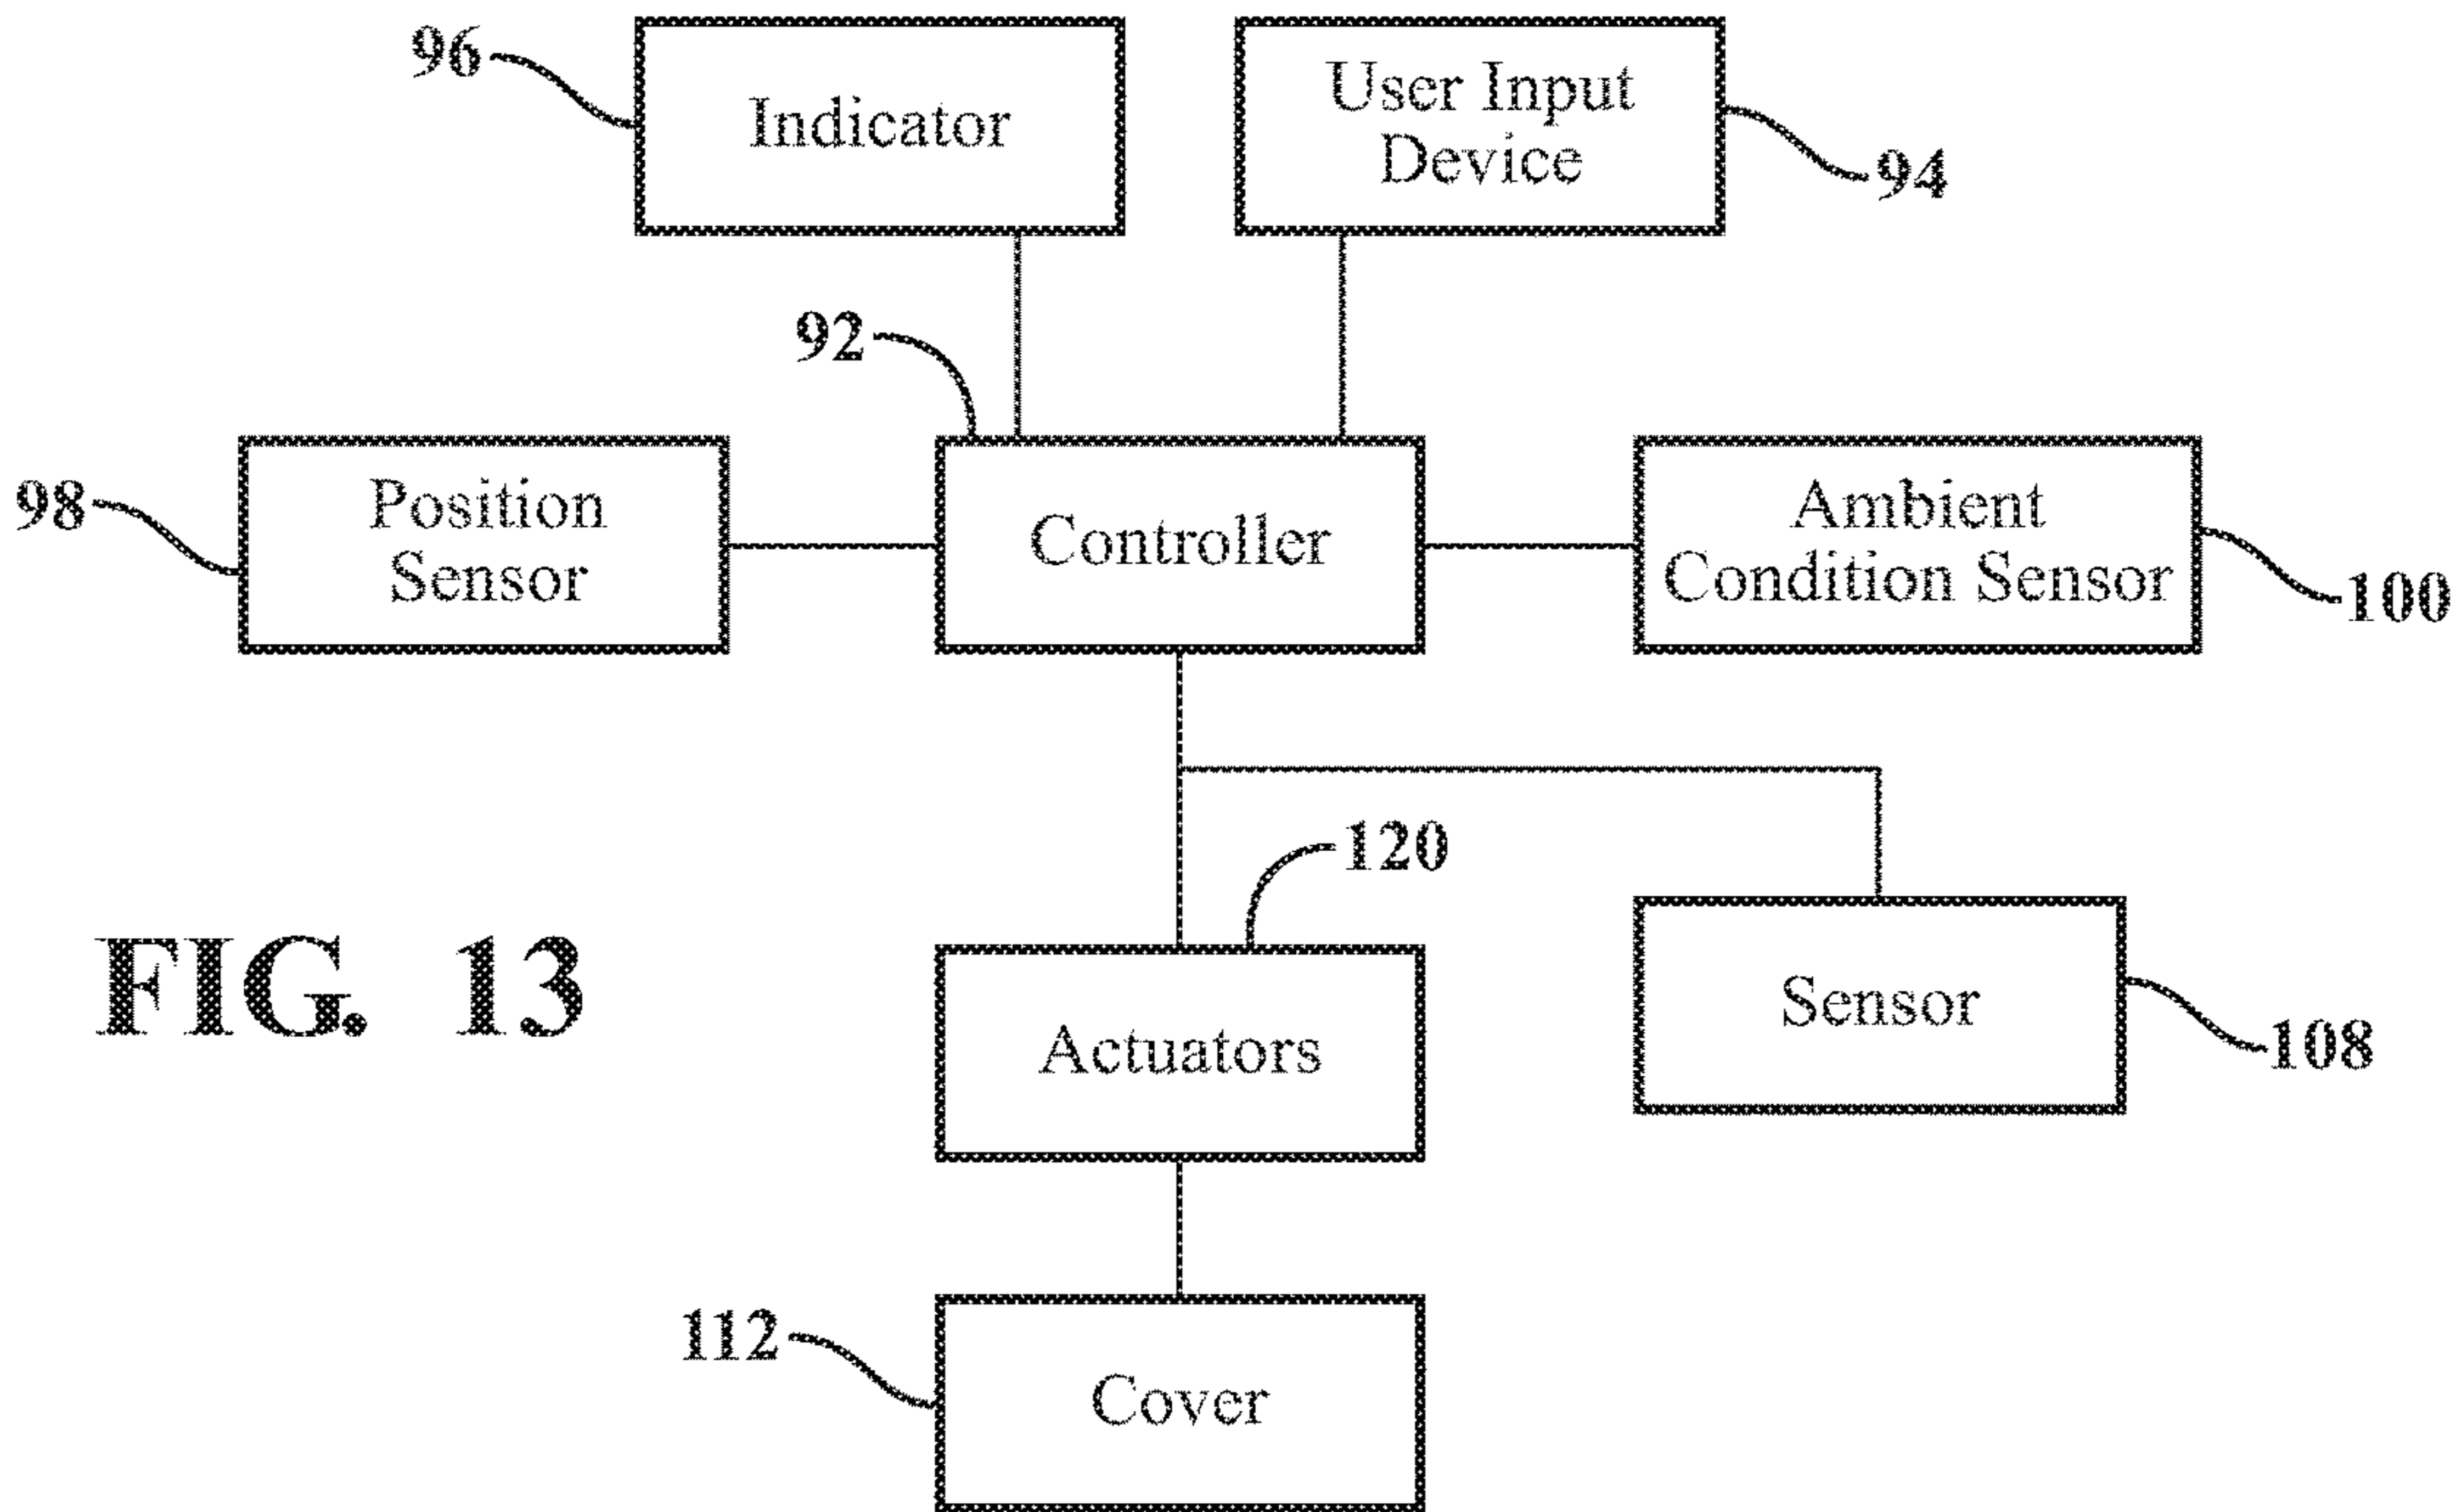 96
Indicator
User Input
Device
94
92
98
Position
Sensor
Controller
Ambient
Condition Sensor
100
120
FIG. 13
Actuators
Sensor
108
112
Cover